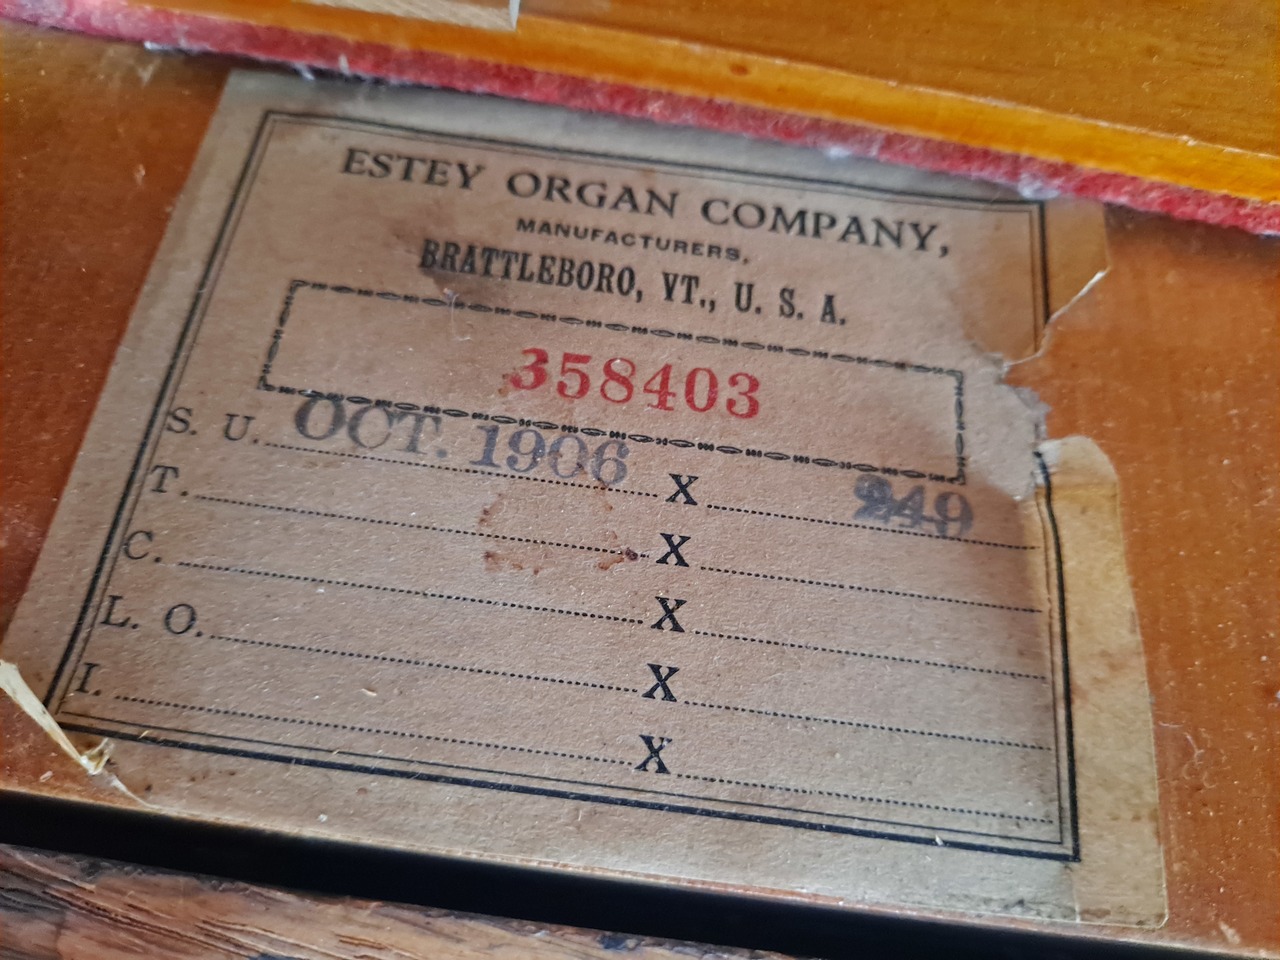 ESTEY ORGAN COMPANY,
MANUFACTURERS,
BRATTLEBORO, VT., U. S. A.
358403
S. U. OCT. 1906 X 249
T. X
C. X
L. O. X
I. X